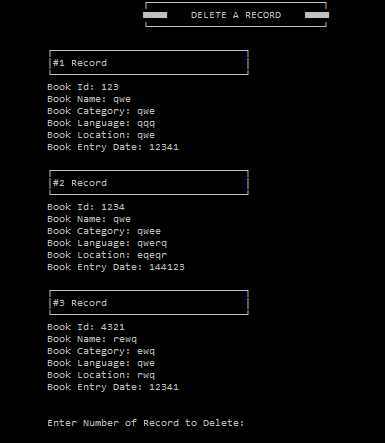 DELETE A RECORD
#1 Record
Book Id: 123
Book Name: qwe
Book Category: qwe
Book Language: qqq
Book Location: qwe
Book Entry Date: 12341
#2 Record
Book Id: 1234
Book Name: qwe
Book Category: qwee
Book Language: qwerq
Book Location: eqeqr
Book Entry Date: 144123
#3 Record
Book Id: 4321
Book Name: rewq
Book Category: ewq
Book Language: qwe
Book Location: rwq
Book Entry Date: 12341
Enter Number of Record to Delete: